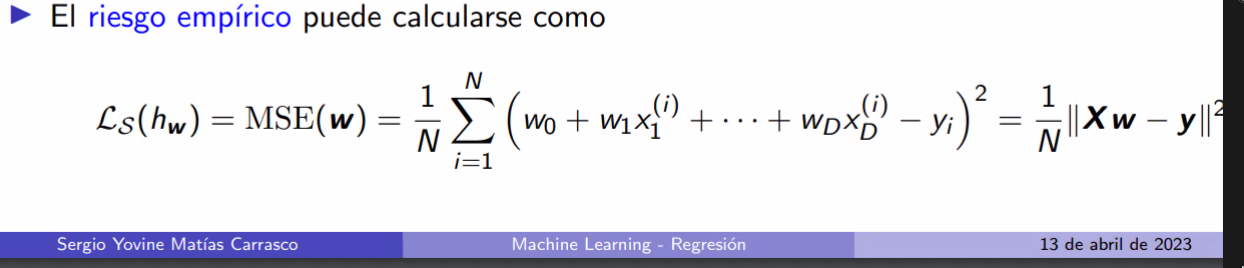 El riesgo empírico puede calcularse como
$\mathcal{L}_{\mathcal{S}}(h_{\boldsymbol{w}}) = \mathrm{MSE}(\boldsymbol{w}) = \frac{1}{N} \sum_{i=1}^{N} \left( w_0 + w_1 x_1^{(i)} + \cdots + w_D x_D^{(i)} - y_i \right)^2 = \frac{1}{N} \| \boldsymbol{X}\boldsymbol{w} - \boldsymbol{y} \|^2$
Sergio Yovine Matías Carrasco Machine Learning - Regresión 13 de abril de 2023